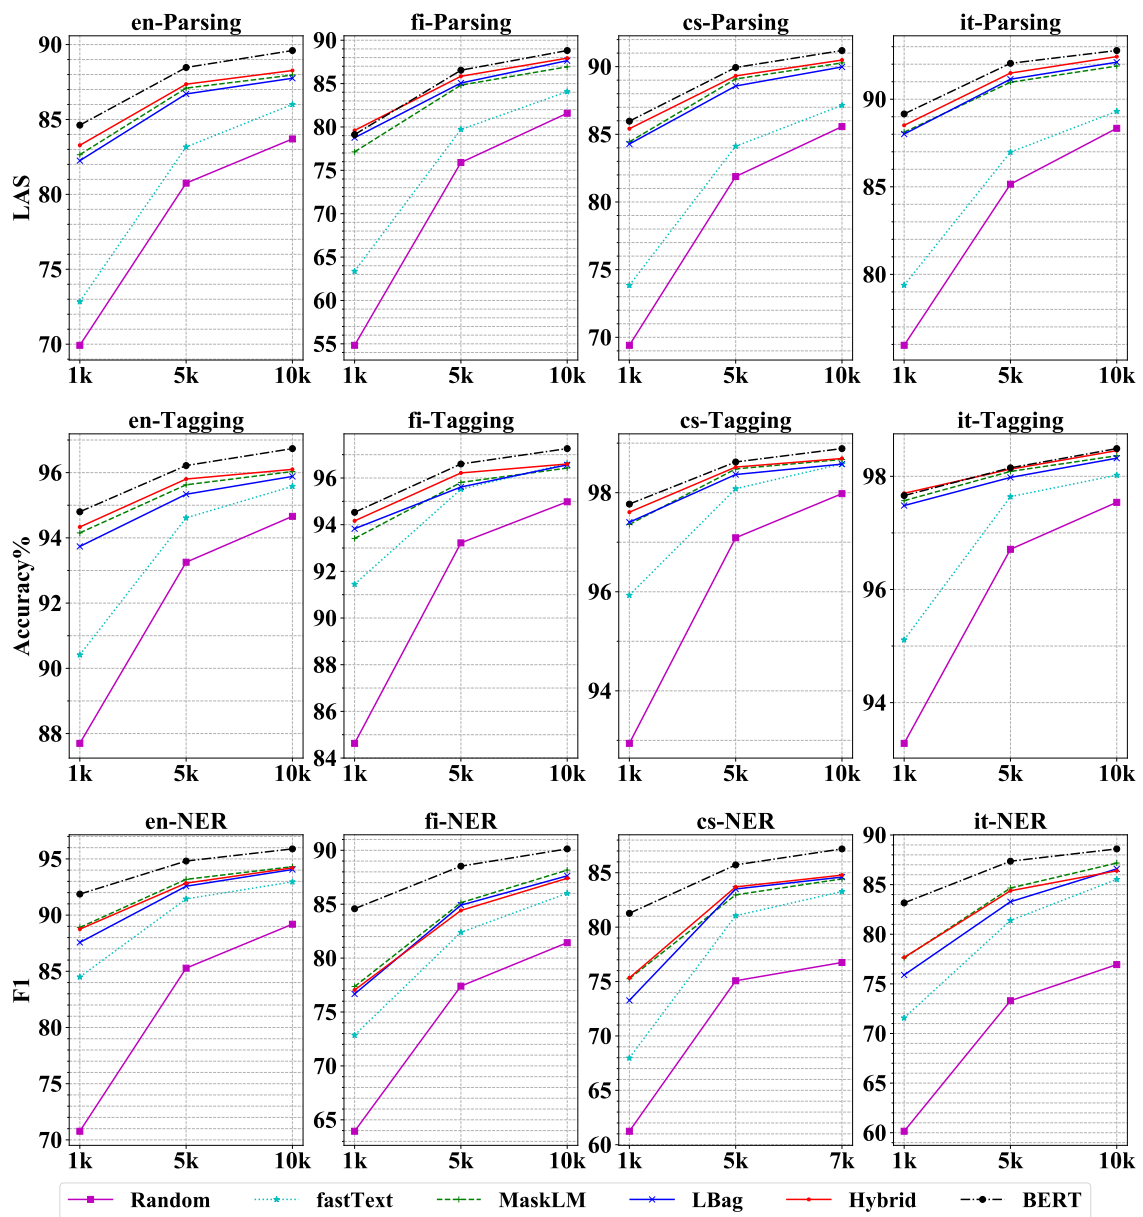 en-Parsing fi-Parsing cs-Parsing it-Parsing
LAS
90 85 80 75 70
1k 5k 10k
90 85 80 75 70 65 60 55
1k 5k 10k
90 85 80 75 70
1k 5k 10k
90 85 80
1k 5k 10k
en-Tagging fi-Tagging cs-Tagging it-Tagging
Accuracy%
96 94 92 90 88
1k 5k 10k
96 94 92 90 88 86 84
1k 5k 10k
98 96 94
1k 5k 10k
98 96 94
1k 5k 10k
en-NER fi-NER cs-NER it-NER
F1
95 90 85 80 75 70
1k 5k 10k
90 85 80 75 70 65
1k 5k 10k
85 80 75 70 65 60
1k 5k 7k
90 85 80 75 70 65 60
1k 5k 10k
Random fastText MaskLM LBag Hybrid BERT